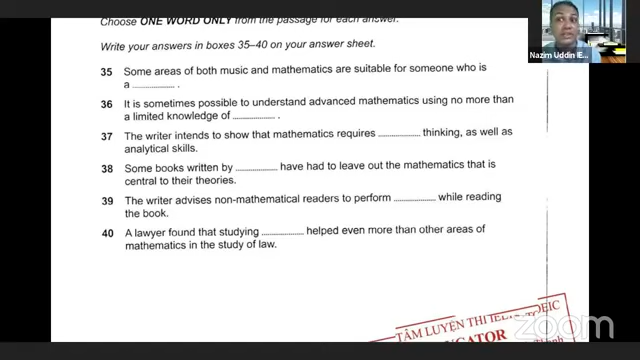 Choose ONE WORD ONLY from the passage for each answer.
Write your answers in boxes 35–40 on your answer sheet.
35 Some areas of both music and mathematics are suitable for someone who is
a .................... .
36 It is sometimes possible to understand advanced mathematics using no more than
a limited knowledge of .................... .
37 The writer intends to show that mathematics requires .................... thinking, as well as
analytical skills.
38 Some books written by .................... have had to leave out the mathematics that is
central to their theories.
39 The writer advises non-mathematical readers to perform .................... while reading
the book.
40 A lawyer found that studying .................... helped even more than other areas of
mathematics in the study of law.
Nazim Uddin IE...
TÂM LUYỆN THI IELTS TOEIC
zoom